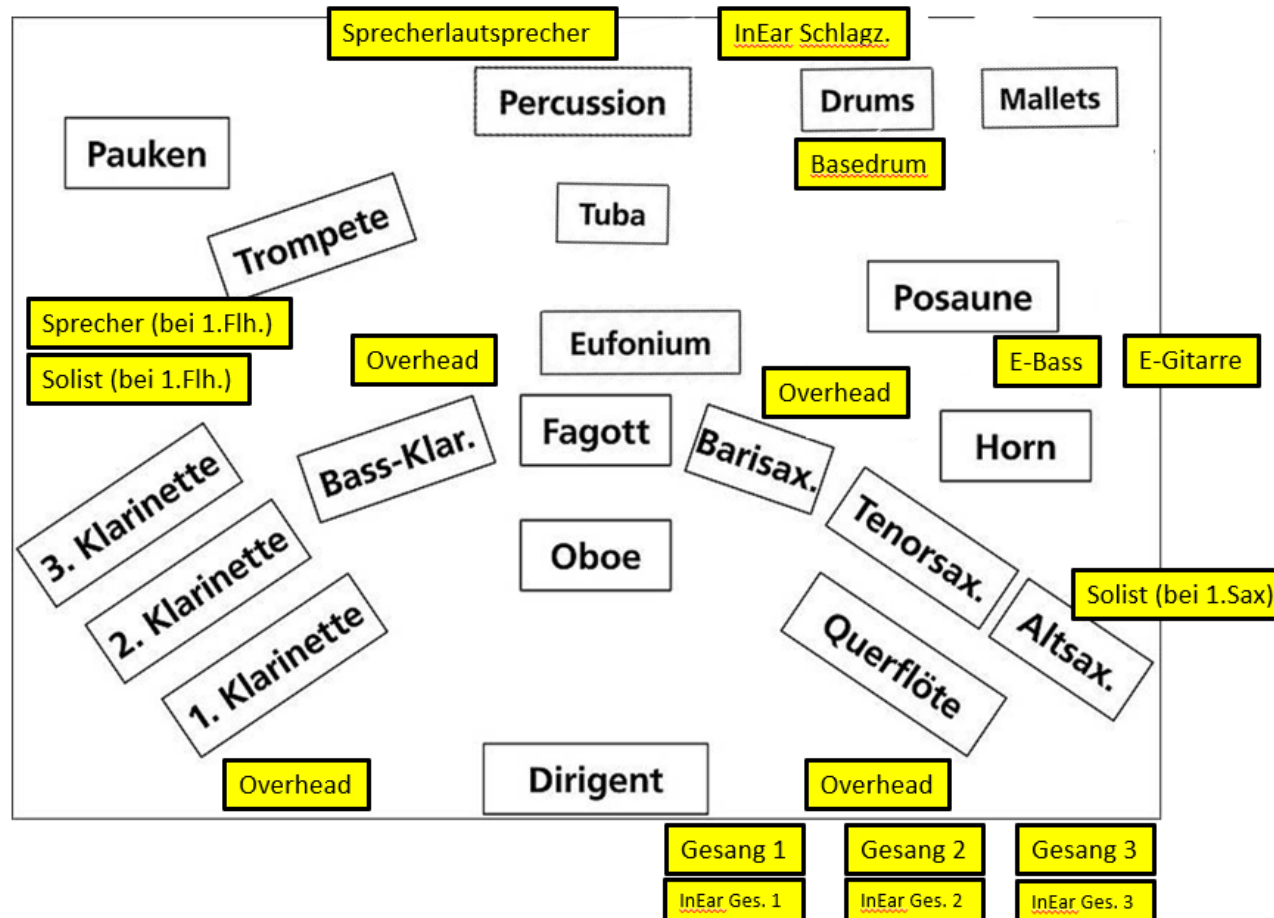 Sprecherlautsprecher
InEar Schlagz.
Percussion
Drums
Mallets
Pauken
Basedrum
Trompete
Tuba
Posaune
Sprecher (bei 1.Flh.)
Eufonium
Solist (bei 1.Flh.)
Overhead
E-Bass
E-Gitarre
Overhead
Fagott
Bass-Klar.
Barisax.
Horn
3. Klarinette
2. Klarinette
Oboe
Tenorsax.
Solist (bei 1.Sax)
1. Klarinette
Querflöte
Altsax.
Overhead
Dirigent
Overhead
Gesang 1
Gesang 2
Gesang 3
InEar Ges. 1
InEar Ges. 2
InEar Ges. 3